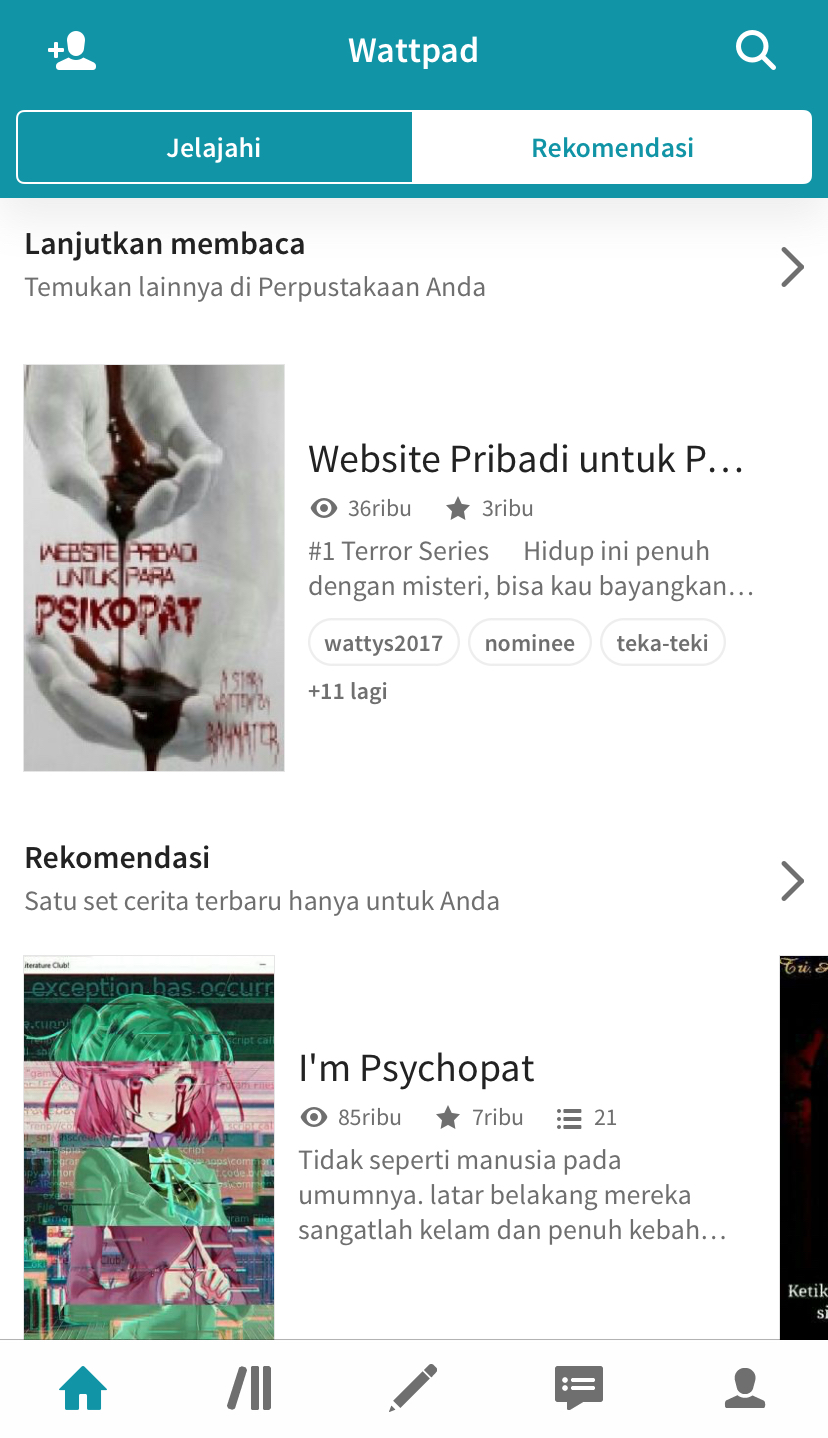 Wattpad
Jelajahi
Rekomendasi
Lanjutkan membaca
Temukan lainnya di Perpustakaan Anda
WEBSITE PRIBADI
UNTUK PARA
PSIKOPAT
A STORY
WRITTEN BY
Website Pribadi untuk P...
36ribu 3ribu
#1 Terror Series Hidup ini penuh
dengan misteri, bisa kau bayangkan...
wattys2017 nominee teka-teki
+11 lagi
Rekomendasi
Satu set cerita terbaru hanya untuk Anda
iterature Club!
exception has occurr
I'm Psychopat
85ribu 7ribu 21
Tidak seperti manusia pada
umumnya. latar belakang mereka
sangatlah kelam dan penuh kebah...
Tri.
Ketik
si